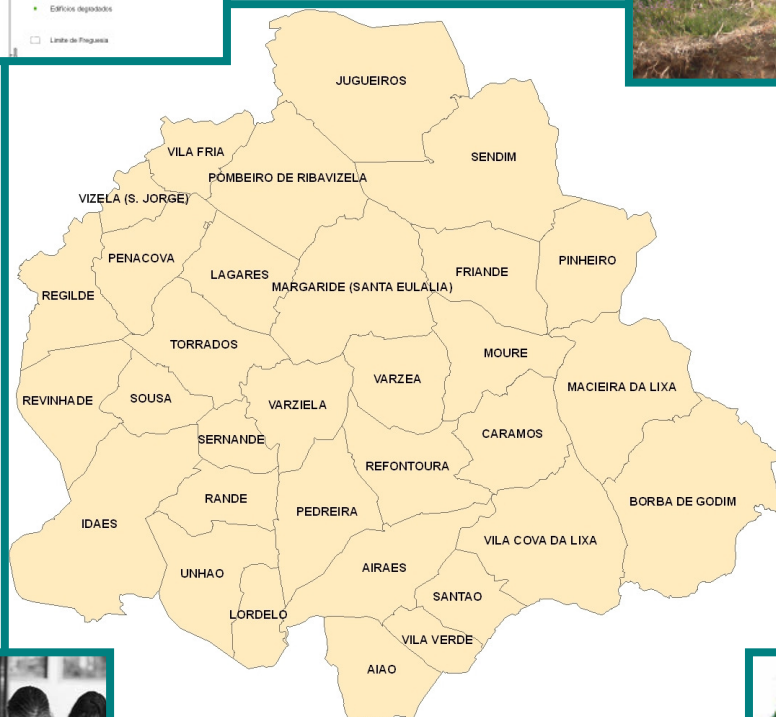 Edifícios degradados
Limite de Freguesia
JUGUEIROS
VILA FRIA
SENDIM
POMBEIRO DE RIBAVIZELA
VIZELA (S. JORGE)
PENACOVA
LAGARES
FRIANDE
PINHEIRO
MARGARIDE (SANTA EULALIA)
REGILDE
TORRADOS
MOURE
VARZEA
MACIEIRA DA LIXA
REVINHADE
SOUSA
VARZIELA
SERNANDE
CARAMOS
REFONTOURA
RANDE
BORBA DE GODIM
PEDREIRA
IDAES
VILA COVA DA LIXA
AIRAES
UNHAO
SANTAO
LORDELO
VILA VERDE
AIAO